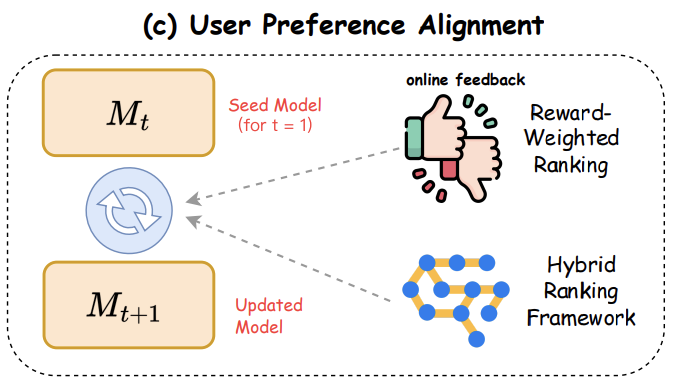 (c) User Preference Alignment
M_t
Seed Model
(for t = 1)
online feedback
Reward-
Weighted
Ranking
M_{t+1}
Updated
Model
Hybrid
Ranking
Framework